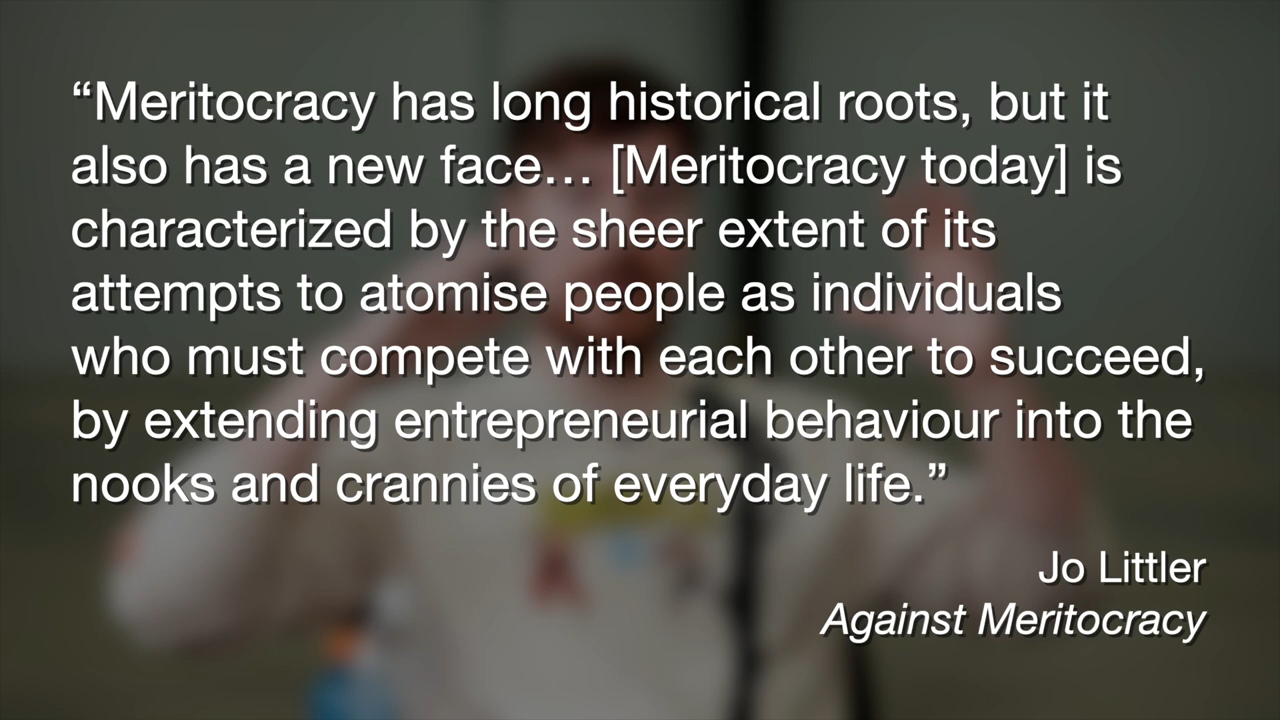 “Meritocracy has long historical roots, but it
also has a new face… [Meritocracy today] is
characterized by the sheer extent of its
attempts to atomise people as individuals
who must compete with each other to succeed,
by extending entrepreneurial behaviour into the
nooks and crannies of everyday life.”
Jo Littler
Against Meritocracy